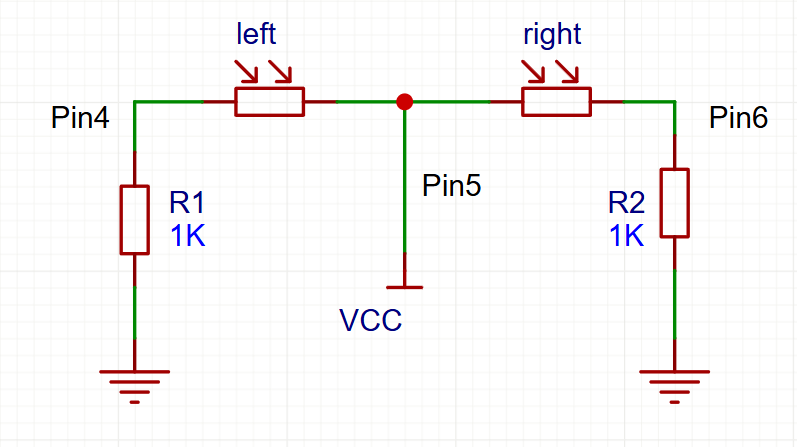 left
right
Pin4
Pin6
Pin5
R1
1K
R2
1K
VCC